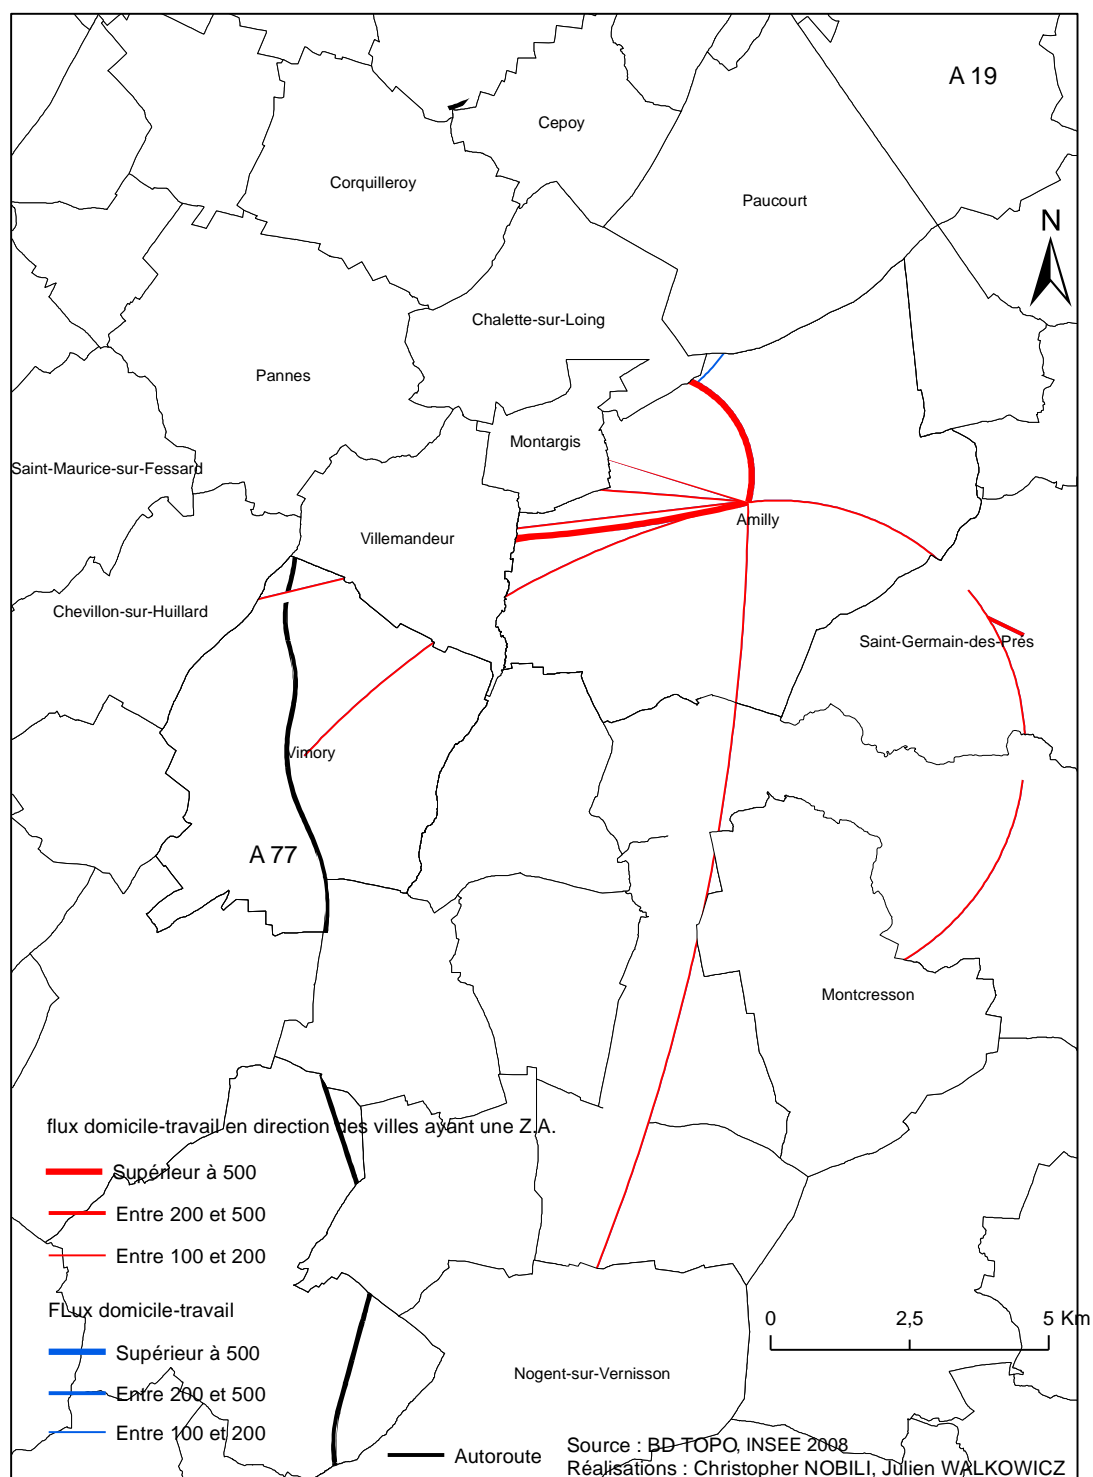 A 19
Cepoy
Corquilleroy
Paucourt
N
Chalette-sur-Loing
Pannes
Montargis
Saint-Maurice-sur-Fessard
Amilly
Villemandeur
Chevillon-sur-Huillard
Saint-Germain-des-Prés
Vimory
A 77
Montcresson
flux domicile-travail en direction des villes ayant une Z.A.
Supérieur à 500
Entre 200 et 500
Entre 100 et 200
FLux domicile-travail
Supérieur à 500
Entre 200 et 500
Entre 100 et 200
0 2,5 5 Km
Nogent-sur-Vernisson
Autoroute
Source : BD TOPO, INSEE 2008
Réalisations : Christopher NOBILI, Julien WALKOWICZ